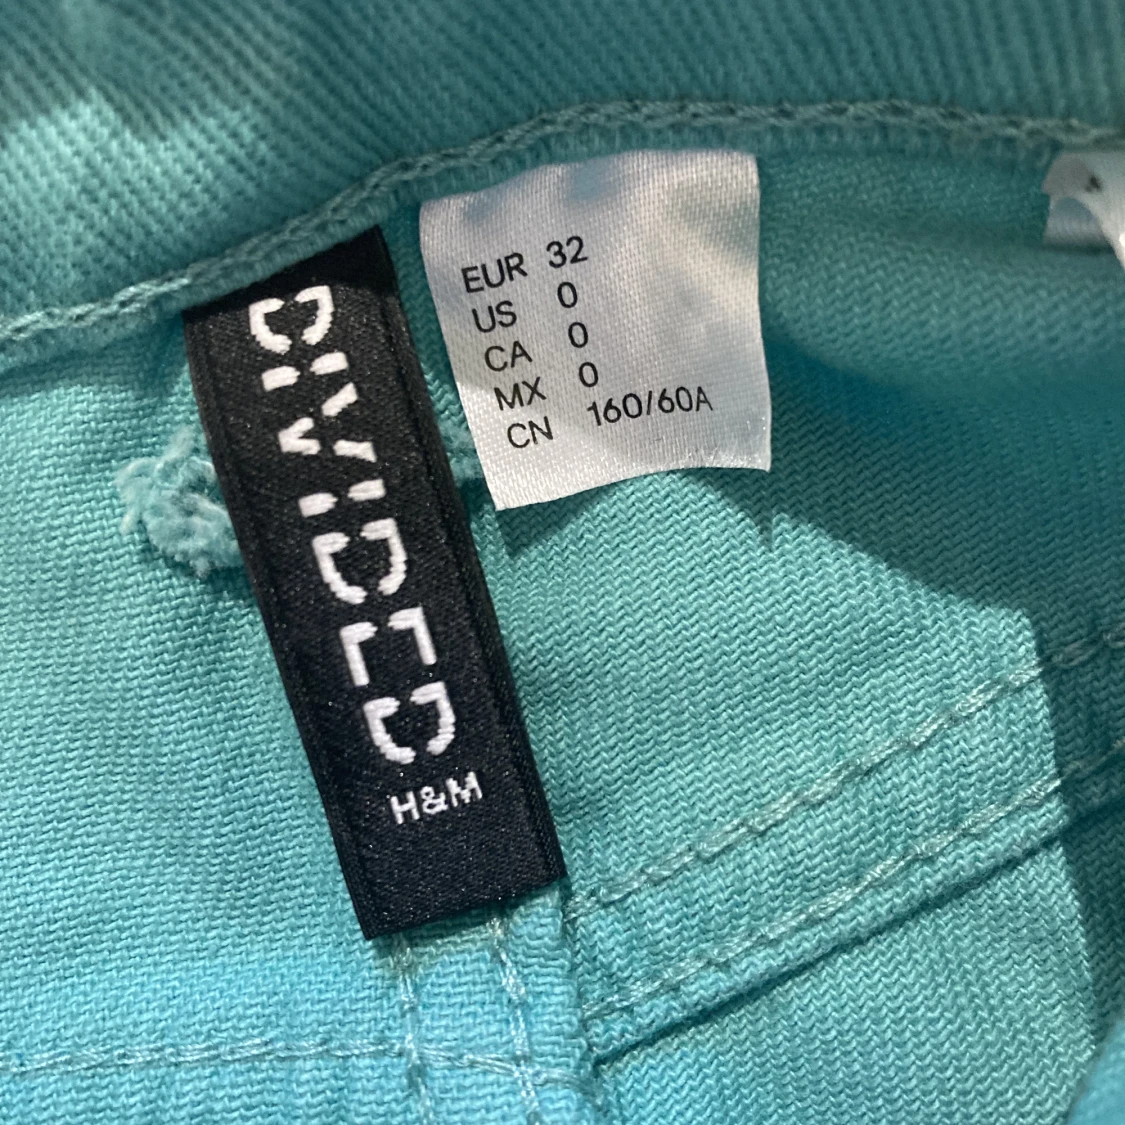 DIVIDED
H&M
EUR 32
US 0
CA 0
MX 0
CN 160/60A